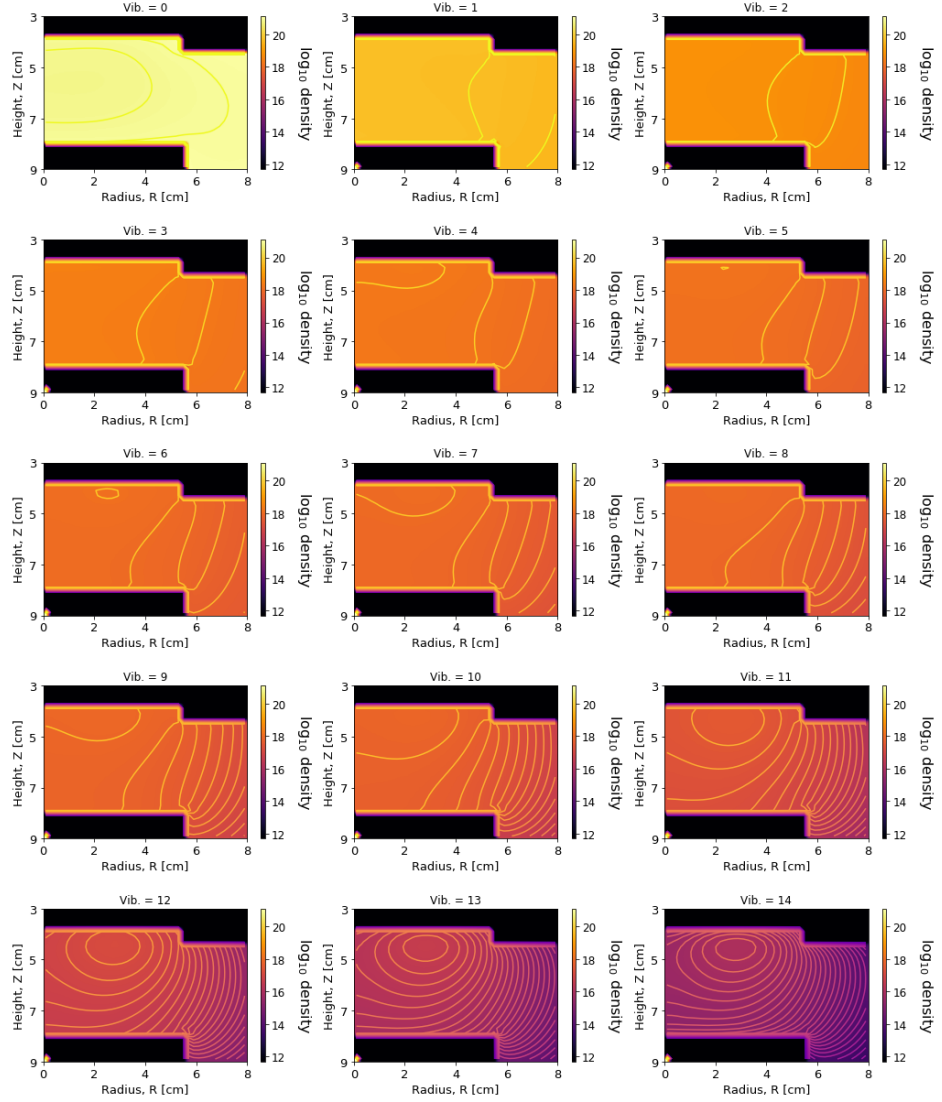 Vib. = 0
Height, Z [cm]
3
5
7
9
0 2 4 6 8
Radius, R [cm]
20
18
16
14
12
log10 density
Vib. = 1
Height, Z [cm]
3
5
7
9
0 2 4 6 8
Radius, R [cm]
20
18
16
14
12
log10 density
Vib. = 2
Height, Z [cm]
3
5
7
9
0 2 4 6 8
Radius, R [cm]
20
18
16
14
12
log10 density
Vib. = 3
Height, Z [cm]
3
5
7
9
0 2 4 6 8
Radius, R [cm]
20
18
16
14
12
log10 density
Vib. = 4
Height, Z [cm]
3
5
7
9
0 2 4 6 8
Radius, R [cm]
20
18
16
14
12
log10 density
Vib. = 5
Height, Z [cm]
3
5
7
9
0 2 4 6 8
Radius, R [cm]
20
18
16
14
12
log10 density
Vib. = 6
Height, Z [cm]
3
5
7
9
0 2 4 6 8
Radius, R [cm]
20
18
16
14
12
log10 density
Vib. = 7
Height, Z [cm]
3
5
7
9
0 2 4 6 8
Radius, R [cm]
20
18
16
14
12
log10 density
Vib. = 8
Height, Z [cm]
3
5
7
9
0 2 4 6 8
Radius, R [cm]
20
18
16
14
12
log10 density
Vib. = 9
Height, Z [cm]
3
5
7
9
0 2 4 6 8
Radius, R [cm]
20
18
16
14
12
log10 density
Vib. = 10
Height, Z [cm]
3
5
7
9
0 2 4 6 8
Radius, R [cm]
20
18
16
14
12
log10 density
Vib. = 11
Height, Z [cm]
3
5
7
9
0 2 4 6 8
Radius, R [cm]
20
18
16
14
12
log10 density
Vib. = 12
Height, Z [cm]
3
5
7
9
0 2 4 6 8
Radius, R [cm]
20
18
16
14
12
log10 density
Vib. = 13
Height, Z [cm]
3
5
7
9
0 2 4 6 8
Radius, R [cm]
20
18
16
14
12
log10 density
Vib. = 14
Height, Z [cm]
3
5
7
9
0 2 4 6 8
Radius, R [cm]
20
18
16
14
12
log10 density